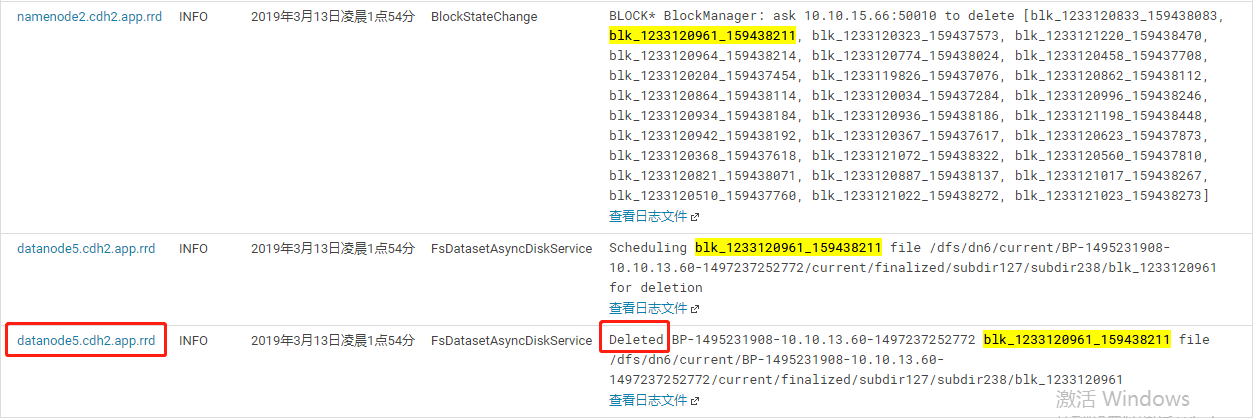 namenode2.cdh2.app.rrd INFO 2019年3月13日凌晨1点54分 BlockStateChange BLOCK* BlockManager: ask 10.10.15.66:50010 to delete [blk_1233120833_159438083,
blk_1233120961_159438211, blk_1233120323_159437573, blk_1233121220_159438470,
blk_1233120964_159438214, blk_1233120774_159438024, blk_1233120458_159437708,
blk_1233120204_159437454, blk_1233119826_159437076, blk_1233120862_159438112,
blk_1233120864_159438114, blk_1233120034_159437284, blk_1233120996_159438246,
blk_1233120934_159438184, blk_1233120936_159438186, blk_1233121198_159438448,
blk_1233120942_159438192, blk_1233120367_159437617, blk_1233120623_159437873,
blk_1233120368_159437618, blk_1233121072_159438322, blk_1233120560_159437810,
blk_1233120821_159438071, blk_1233120887_159438137, blk_1233121017_159438267,
blk_1233120510_159437760, blk_1233121022_159438272, blk_1233121023_159438273]
查看日志文件
datanode5.cdh2.app.rrd INFO 2019年3月13日凌晨1点54分 FsDatasetAsyncDiskService Scheduling blk_1233120961_159438211 file /dfs/dn6/current/BP-1495231908-
10.10.13.60-1497237252772/current/finalized/subdir127/subdir238/blk_1233120961
for deletion
查看日志文件
datanode5.cdh2.app.rrd INFO 2019年3月13日凌晨1点54分 FsDatasetAsyncDiskService Deleted BP-1495231908-10.10.13.60-1497237252772 blk_1233120961_159438211 file
/dfs/dn6/current/BP-1495231908-10.10.13.60-
1497237252772/current/finalized/subdir127/subdir238/blk_1233120961
查看日志文件
激活 Windows